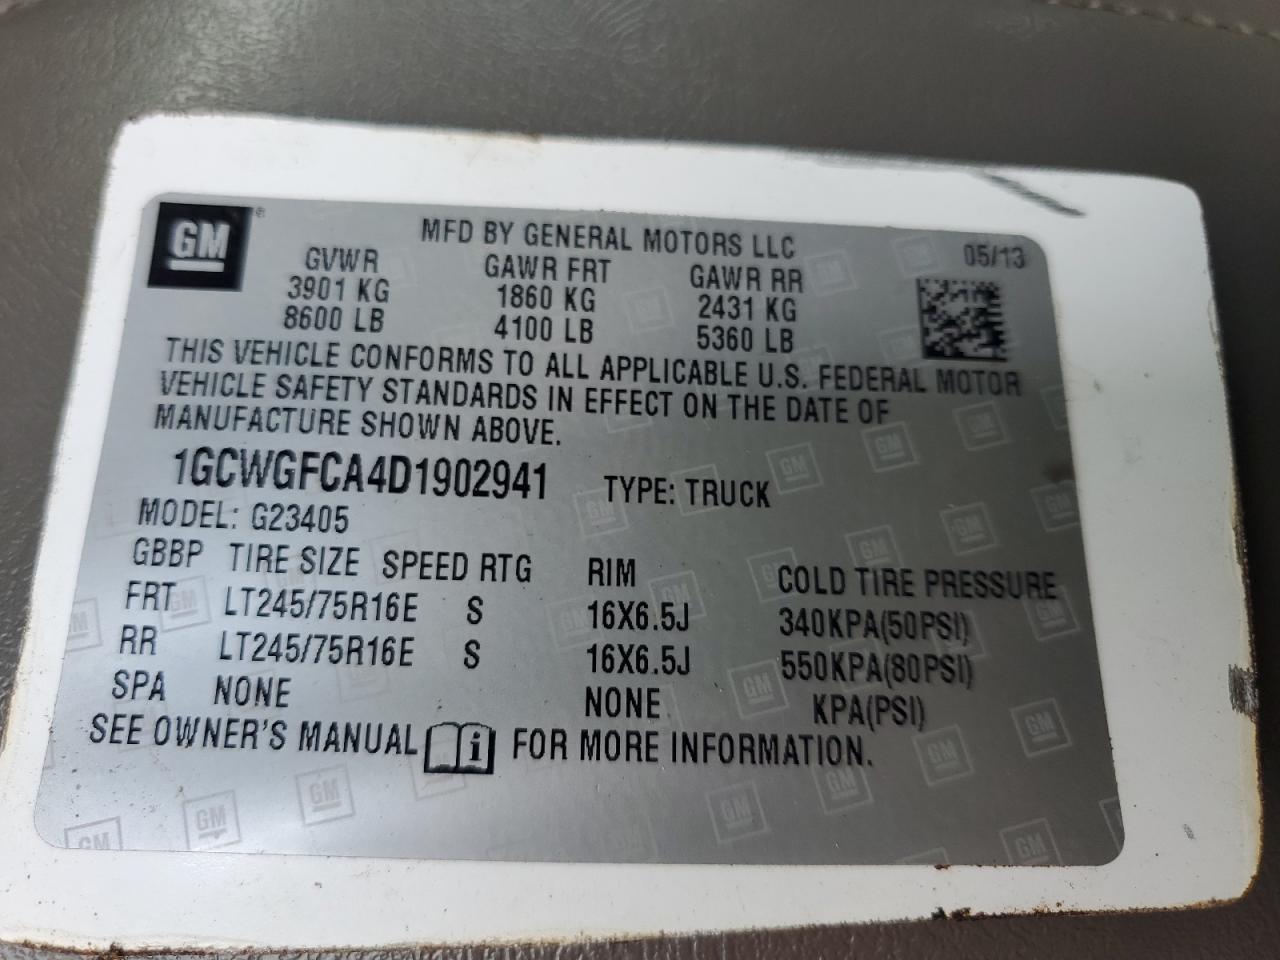 GM
MFD BY GENERAL MOTORS LLC 05/13
GVWR GAWR FRT GAWR RR
3901 KG 1860 KG 2431 KG
8600 LB 4100 LB 5360 LB
THIS VEHICLE CONFORMS TO ALL APPLICABLE U.S. FEDERAL MOTOR
VEHICLE SAFETY STANDARDS IN EFFECT ON THE DATE OF
MANUFACTURE SHOWN ABOVE.
1GCWGFCA4D1902941 TYPE: TRUCK
MODEL: G23405
GBBP TIRE SIZE SPEED RTG RIM COLD TIRE PRESSURE
FRT LT245/75R16E S 16X6.5J 340KPA(50PSI)
RR LT245/75R16E S 16X6.5J 550KPA(80PSI)
SPA NONE NONE KPA(PSI)
SEE OWNER'S MANUAL i FOR MORE INFORMATION.